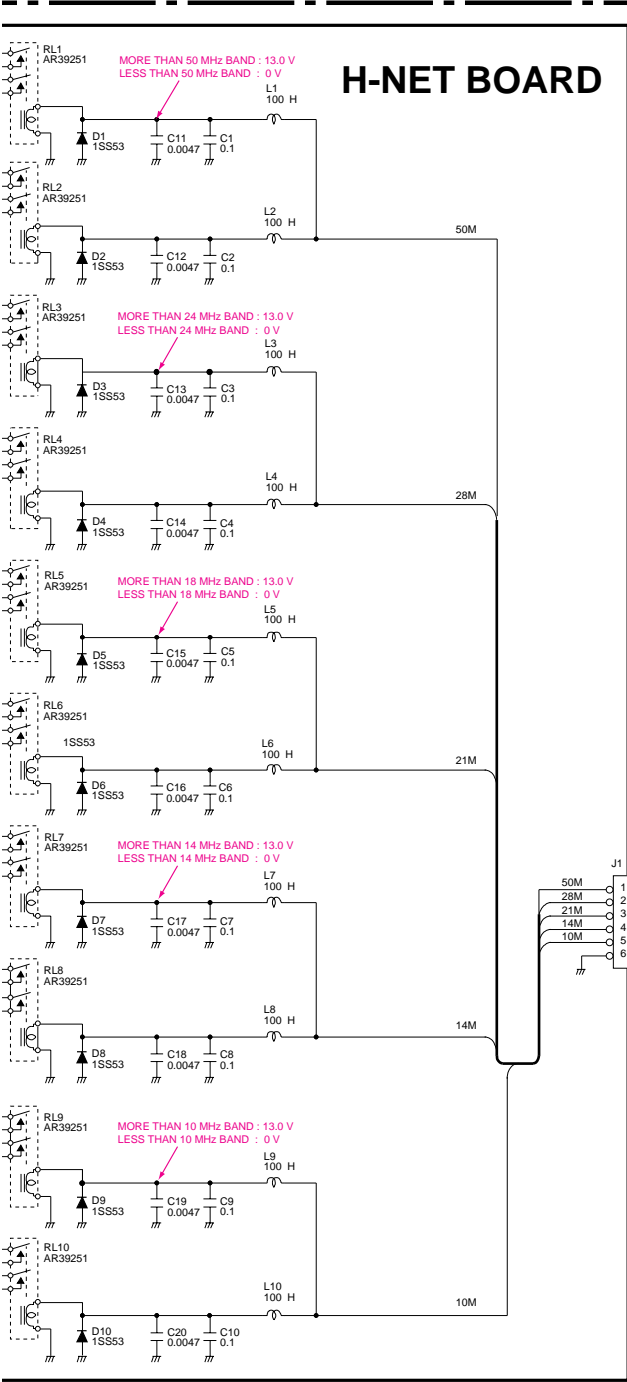 H-NET BOARD
RL1
AR39251
MORE THAN 50 MHz BAND : 13.0 V
LESS THAN 50 MHz BAND : 0 V
L1
100 H
D1
1SS53
C11
0.0047
C1
0.1
RL2
AR39251
L2
100 H
50M
D2
1SS53
C12
0.0047
C2
0.1
RL3
AR39251
MORE THAN 24 MHz BAND : 13.0 V
LESS THAN 24 MHz BAND : 0 V
L3
100 H
D3
1SS53
C13
0.0047
C3
0.1
RL4
AR39251
L4
100 H
28M
D4
1SS53
C14
0.0047
C4
0.1
RL5
AR39251
MORE THAN 18 MHz BAND : 13.0 V
LESS THAN 18 MHz BAND : 0 V
L5
100 H
D5
1SS53
C15
0.0047
C5
0.1
RL6
AR39251
1SS53
L6
100 H
21M
D6
1SS53
C16
0.0047
C6
0.1
RL7
AR39251
MORE THAN 14 MHz BAND : 13.0 V
LESS THAN 14 MHz BAND : 0 V
L7
100 H
D7
1SS53
C17
0.0047
C7
0.1
J1
50M 1
28M 2
21M 3
14M 4
10M 5
6
RL8
AR39251
L8
100 H
14M
D8
1SS53
C18
0.0047
C8
0.1
RL9
AR39251
MORE THAN 10 MHz BAND : 13.0 V
LESS THAN 10 MHz BAND : 0 V
L9
100 H
D9
1SS53
C19
0.0047
C9
0.1
RL10
AR39251
L10
100 H
10M
D10
1SS53
C20
0.0047
C10
0.1